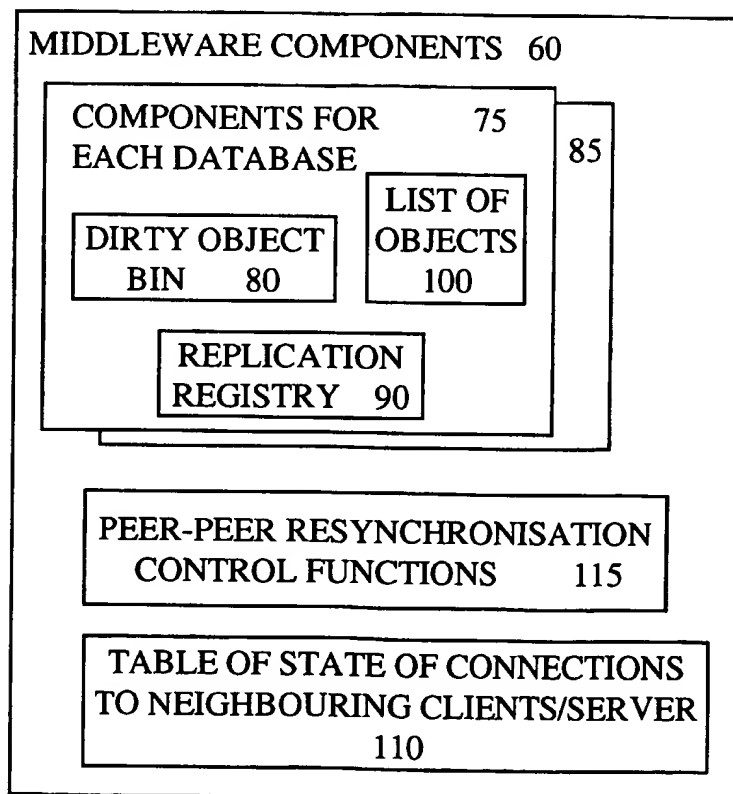 MIDDLEWARE COMPONENTS 60
COMPONENTS FOR 75
EACH DATABASE
85
LIST OF
OBJECTS
100
DIRTY OBJECT
BIN 80
REPLICATION
REGISTRY 90
PEER-PEER RESYNCHRONISATION
CONTROL FUNCTIONS 115
TABLE OF STATE OF CONNECTIONS
TO NEIGHBOURING CLIENTS/SERVER
110